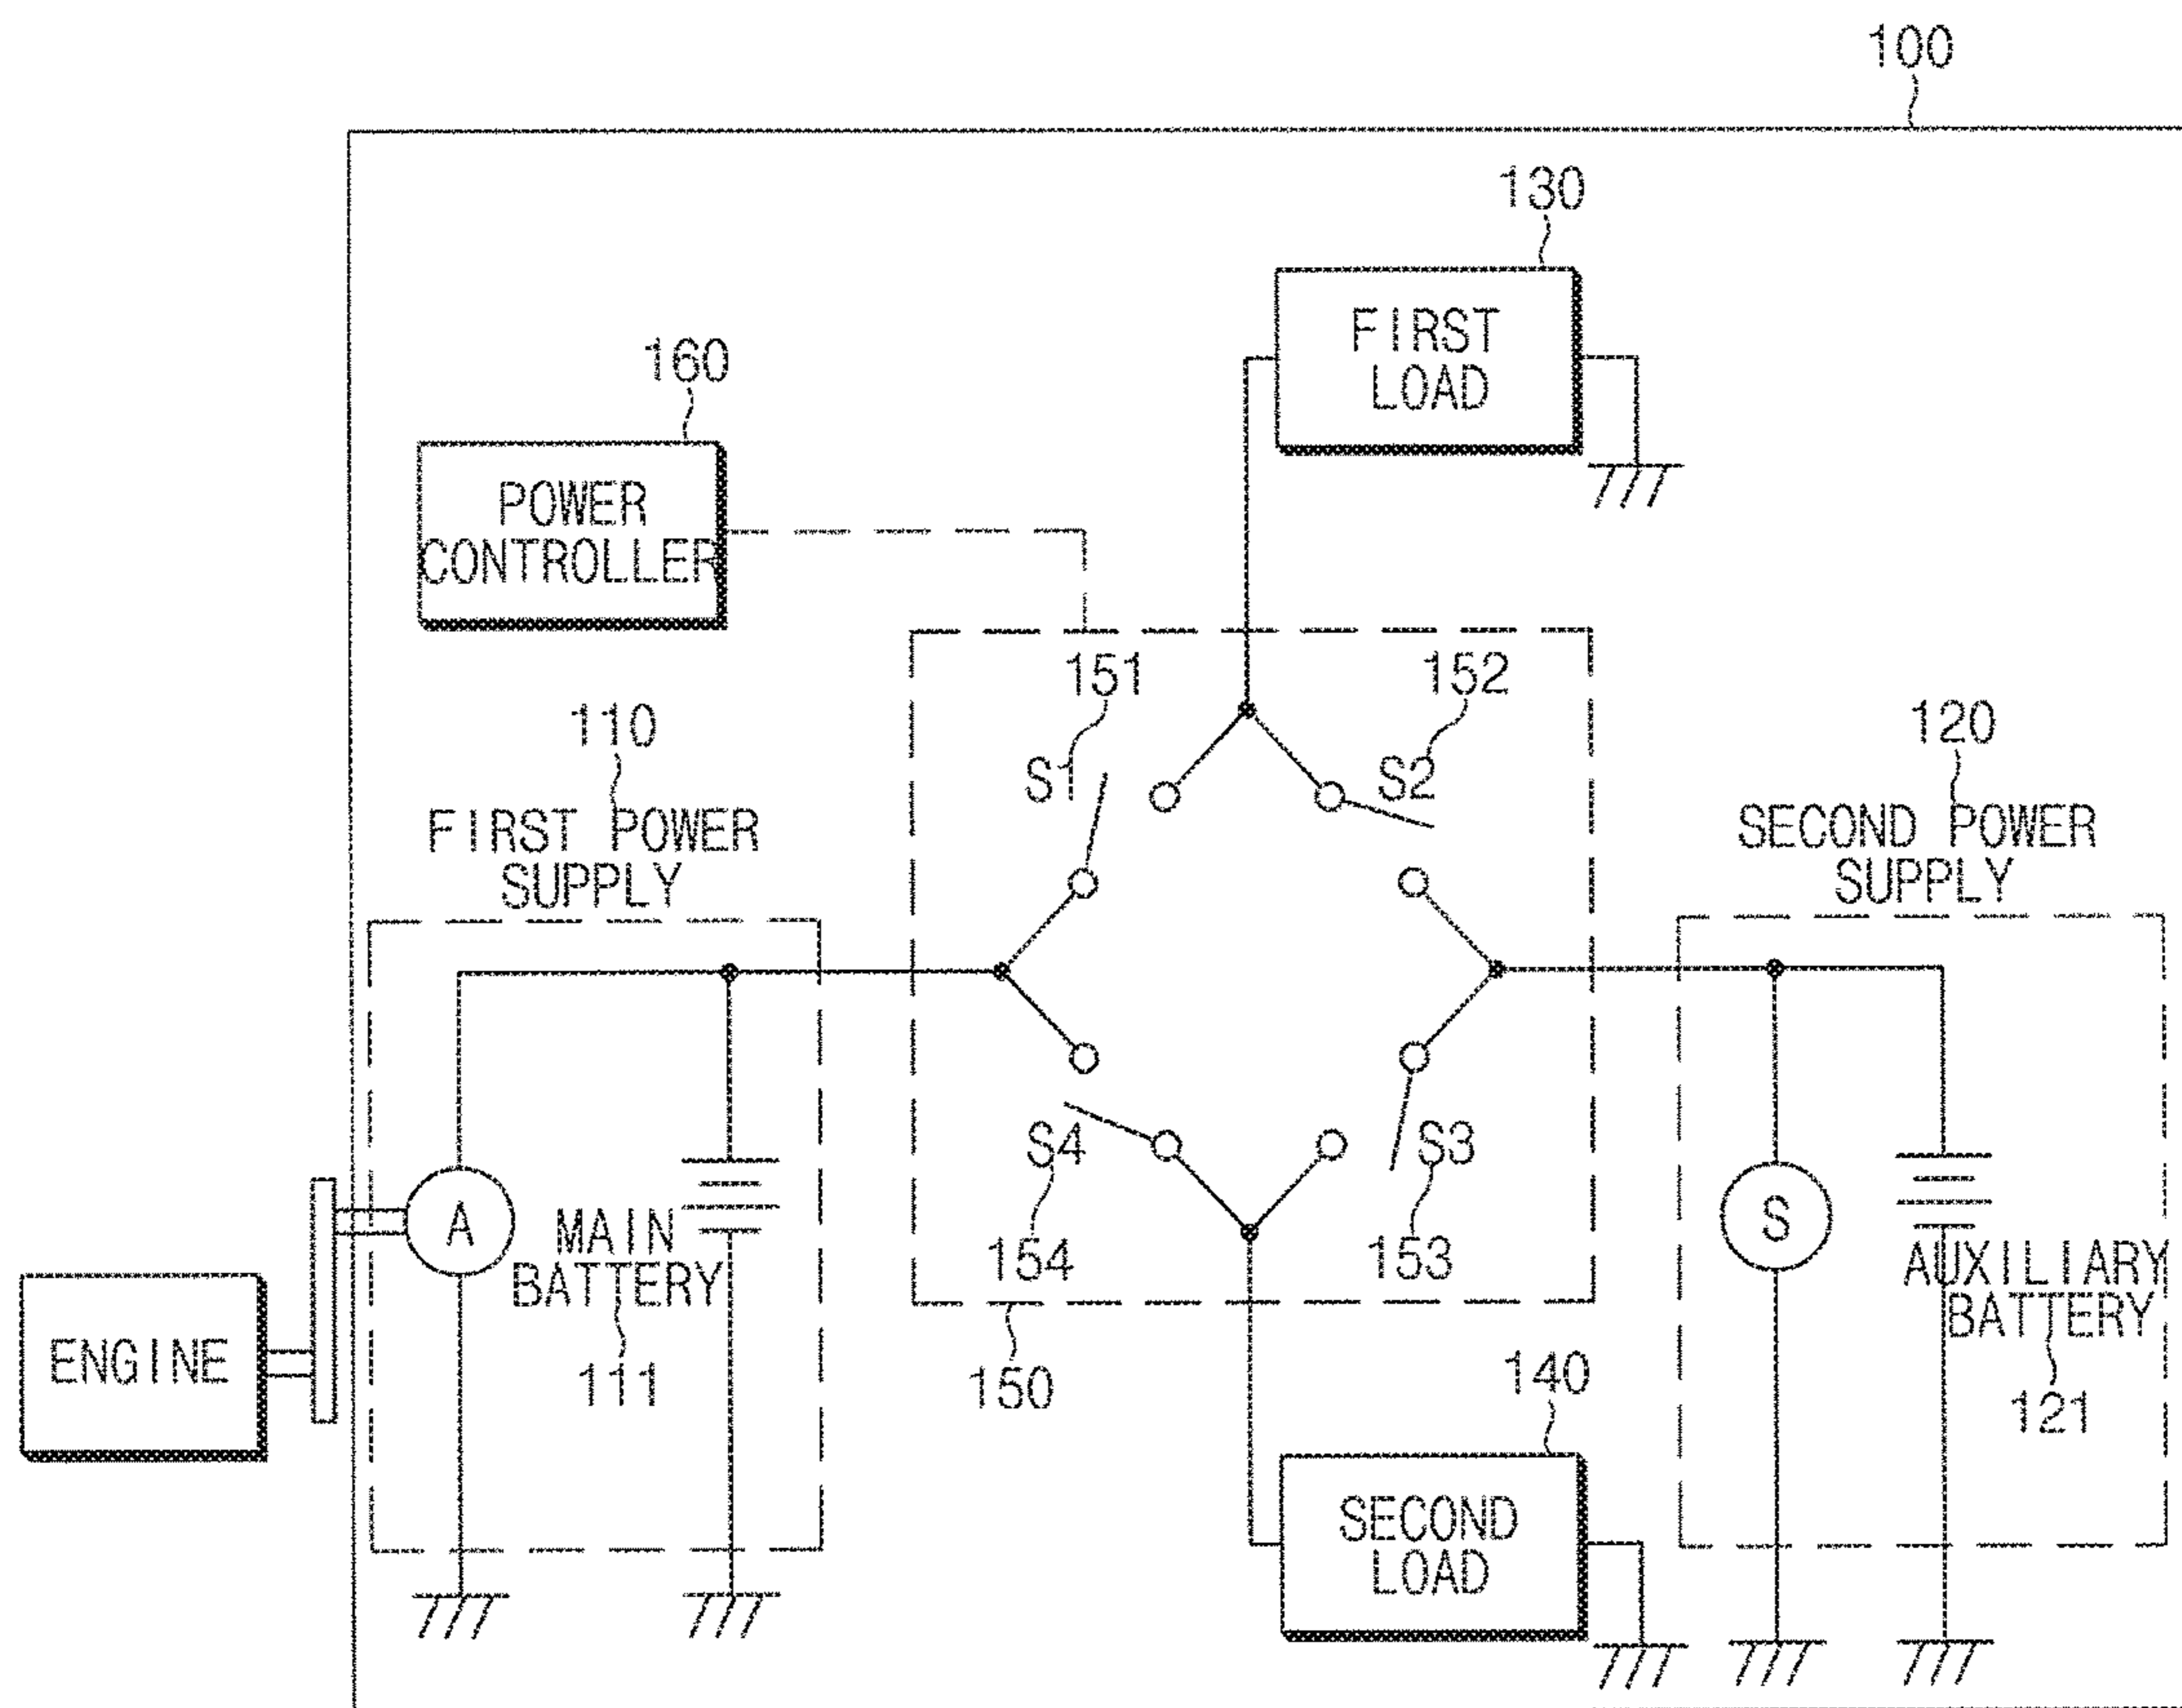 100
130
FIRST
LOAD
160
POWER
CONTROLLER
151
152
S1
S2
110
FIRST POWER
SUPPLY
120
SECOND POWER
SUPPLY
S4
S3
154
153
A
MAIN
BATTERY
111
S
AUXILIARY
BATTERY
121
ENGINE
150
140
SECOND
LOAD